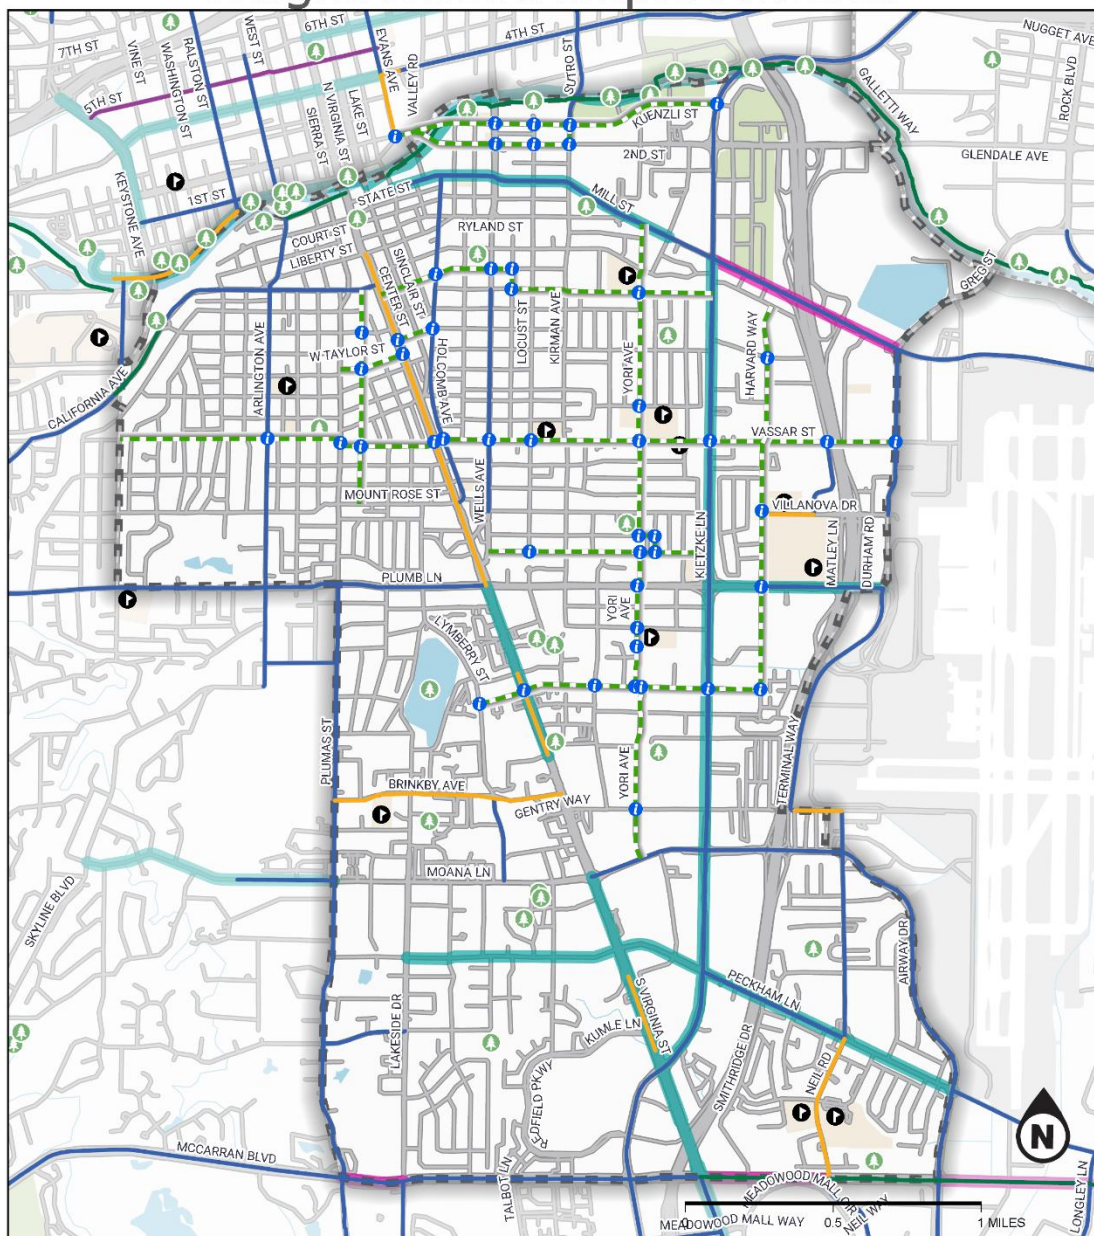 6TH ST
7TH ST
VINE ST
WASHINGTON ST
RALSTON ST
WEST ST
EVANS AVE
VALLEY RD
4TH ST
SUTRO ST
NUGGET AVE
ROCK BLVD
5TH ST
N VIRGINIA ST
SIERRA ST
LAKE ST
KUENZLI ST
GALLETTI WAY
2ND ST
GLENDALE AVE
KEYSTONE AVE
1ST ST
STATE ST
MILL ST
COURT ST
LIBERTY ST
RYLAND ST
SINCLAIR ST
CENTER ST
GREG ST
LOCUST ST
KIRMAN AVE
HARVARD WAY
W TAYLOR ST
HOLCOMB AVE
YORI AVE
ARLINGTON AVE
CALIFORNIA AVE
VASSAR ST
MOUNT ROSE ST
WELLS AVE
VILLANOVA DR
KIETZKE LN
MATLEY LN
DURHAM RD
PLUMB LN
YORI
AVE
LYMBERRY ST
PLUMAS ST
TERMINAL WAY
YORI AVE
BRINKBY AVE
GENTRY WAY
MOANA LN
SKYLINE BLVD
AIRWAY DR
PECKHAM LN
S VIRGINIA ST
KUMLE LN
LAKESIDE DR
SMITHRIDGE DR
NEIL RD
REDFIELD PKWY
N
MCCARRAN BLVD
TALBOT LN
MEADOWOOD MALL CIR
NEIL WAY
LONGLEY LN
MEADOWOOD MALL WAY
0 0.5 1 MILES